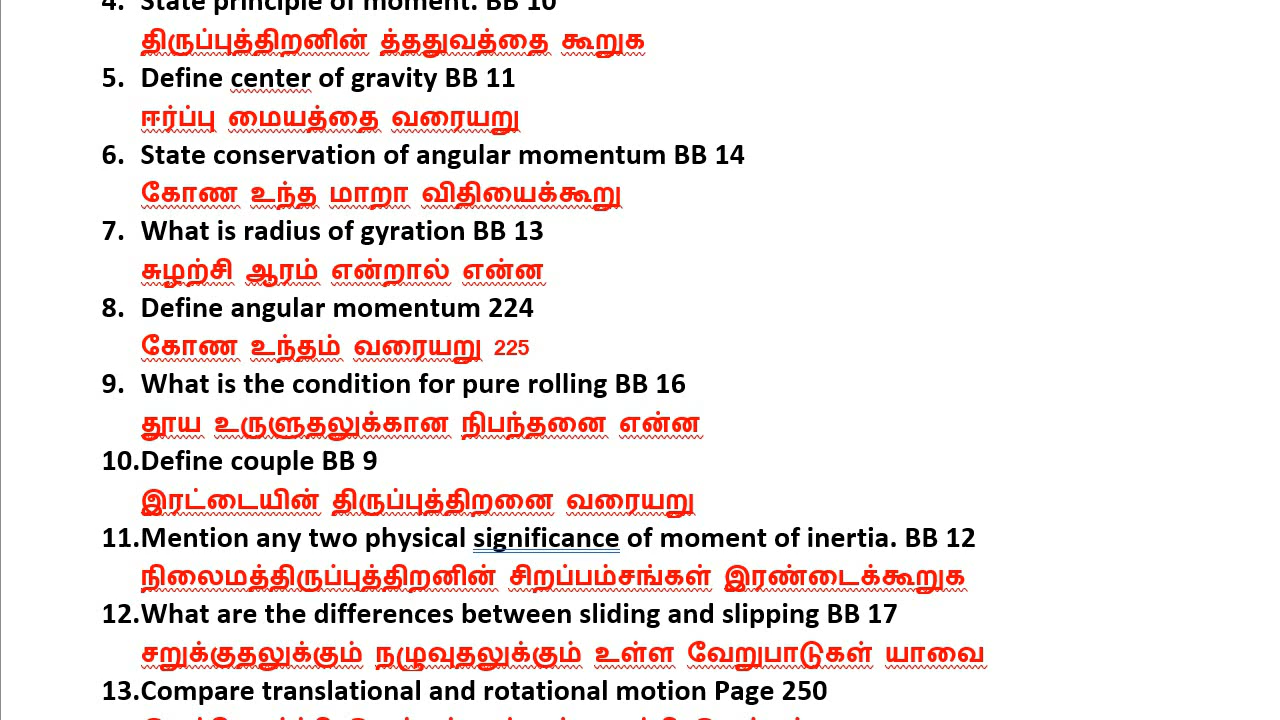 4. State principle of moment. BB 10
திருப்புத்திறனின் த்ததுவத்தை கூறுக
5. Define center of gravity BB 11
ஈர்ப்பு மையத்தை வரையறு
6. State conservation of angular momentum BB 14
கோண உந்த மாறா விதியைக்கூறு
7. What is radius of gyration BB 13
சுழற்சி ஆரம் என்றால் என்ன
8. Define angular momentum 224
கோண உந்தம் வரையறு 225
9. What is the condition for pure rolling BB 16
தூய உருளுதலுக்கான நிபந்தனை என்ன
10.Define couple BB 9
இரட்டையின் திருப்புத்திறனை வரையறு
11.Mention any two physical significance of moment of inertia. BB 12
நிலைமத்திருப்புத்திறனின் சிறப்பம்சங்கள் இரண்டைக்கூறுக
12.What are the differences between sliding and slipping BB 17
சறுக்குதலுக்கும் நழுவுதலுக்கும் உள்ள வேறுபாடுகள் யாவை
13.Compare translational and rotational motion Page 250